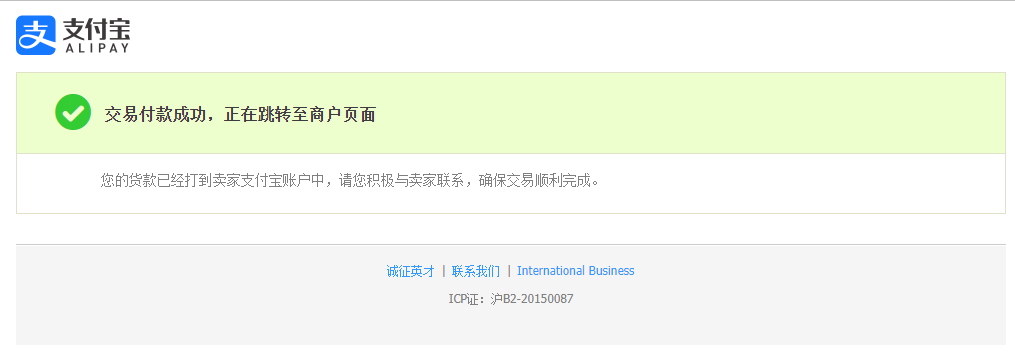 支付宝
ALIPAY
交易付款成功，正在跳转至商户页面
您的货款已经打到卖家支付宝账户中，请您积极与卖家联系，确保交易顺利完成。
诚征英才 | 联系我们 | International Business
ICP证：沪B2-20150087